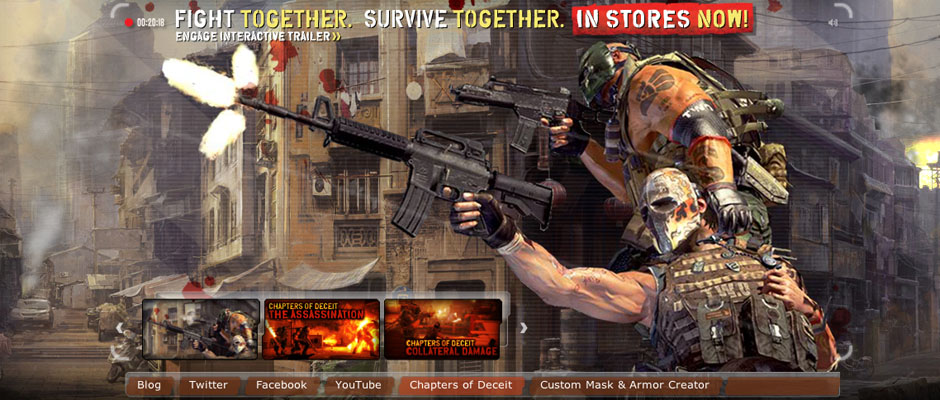 00:20:18
FIGHT TOGETHER. SURVIVE TOGETHER. IN STORES NOW!
ENGAGE INTERACTIVE TRAILER »
CHAPTERS OF DECEIT
THE ASSASSINATION
CHAPTERS OF DECEIT
COLLATERAL DAMAGE
Blog Twitter Facebook YouTube Chapters of Deceit Custom Mask & Armor Creator